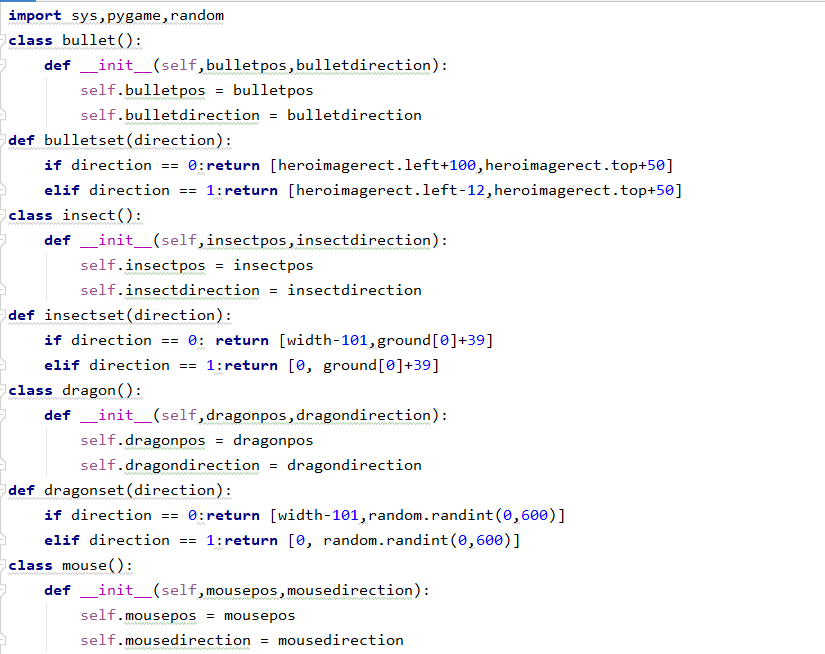 import sys,pygame,random
class bullet():
    def __init__(self,bulletpos,bulletdirection):
        self.bulletpos = bulletpos
        self.bulletdirection = bulletdirection
def bulletset(direction):
    if direction == 0:return [heroimagerect.left+100,heroimagerect.top+50]
    elif direction == 1:return [heroimagerect.left-12,heroimagerect.top+50]
class insect():
    def __init__(self,insectpos,insectdirection):
        self.insectpos = insectpos
        self.insectdirection = insectdirection
def insectset(direction):
    if direction == 0: return [width-101,ground[0]+39]
    elif direction == 1:return [0, ground[0]+39]
class dragon():
    def __init__(self,dragonpos,dragondirection):
        self.dragonpos = dragonpos
        self.dragondirection = dragondirection
def dragonset(direction):
    if direction == 0:return [width-101,random.randint(0,600)]
    elif direction == 1:return [0, random.randint(0,600)]
class mouse():
    def __init__(self,mousepos,mousedirection):
        self.mousepos = mousepos
        self.mousedirection = mousedirection